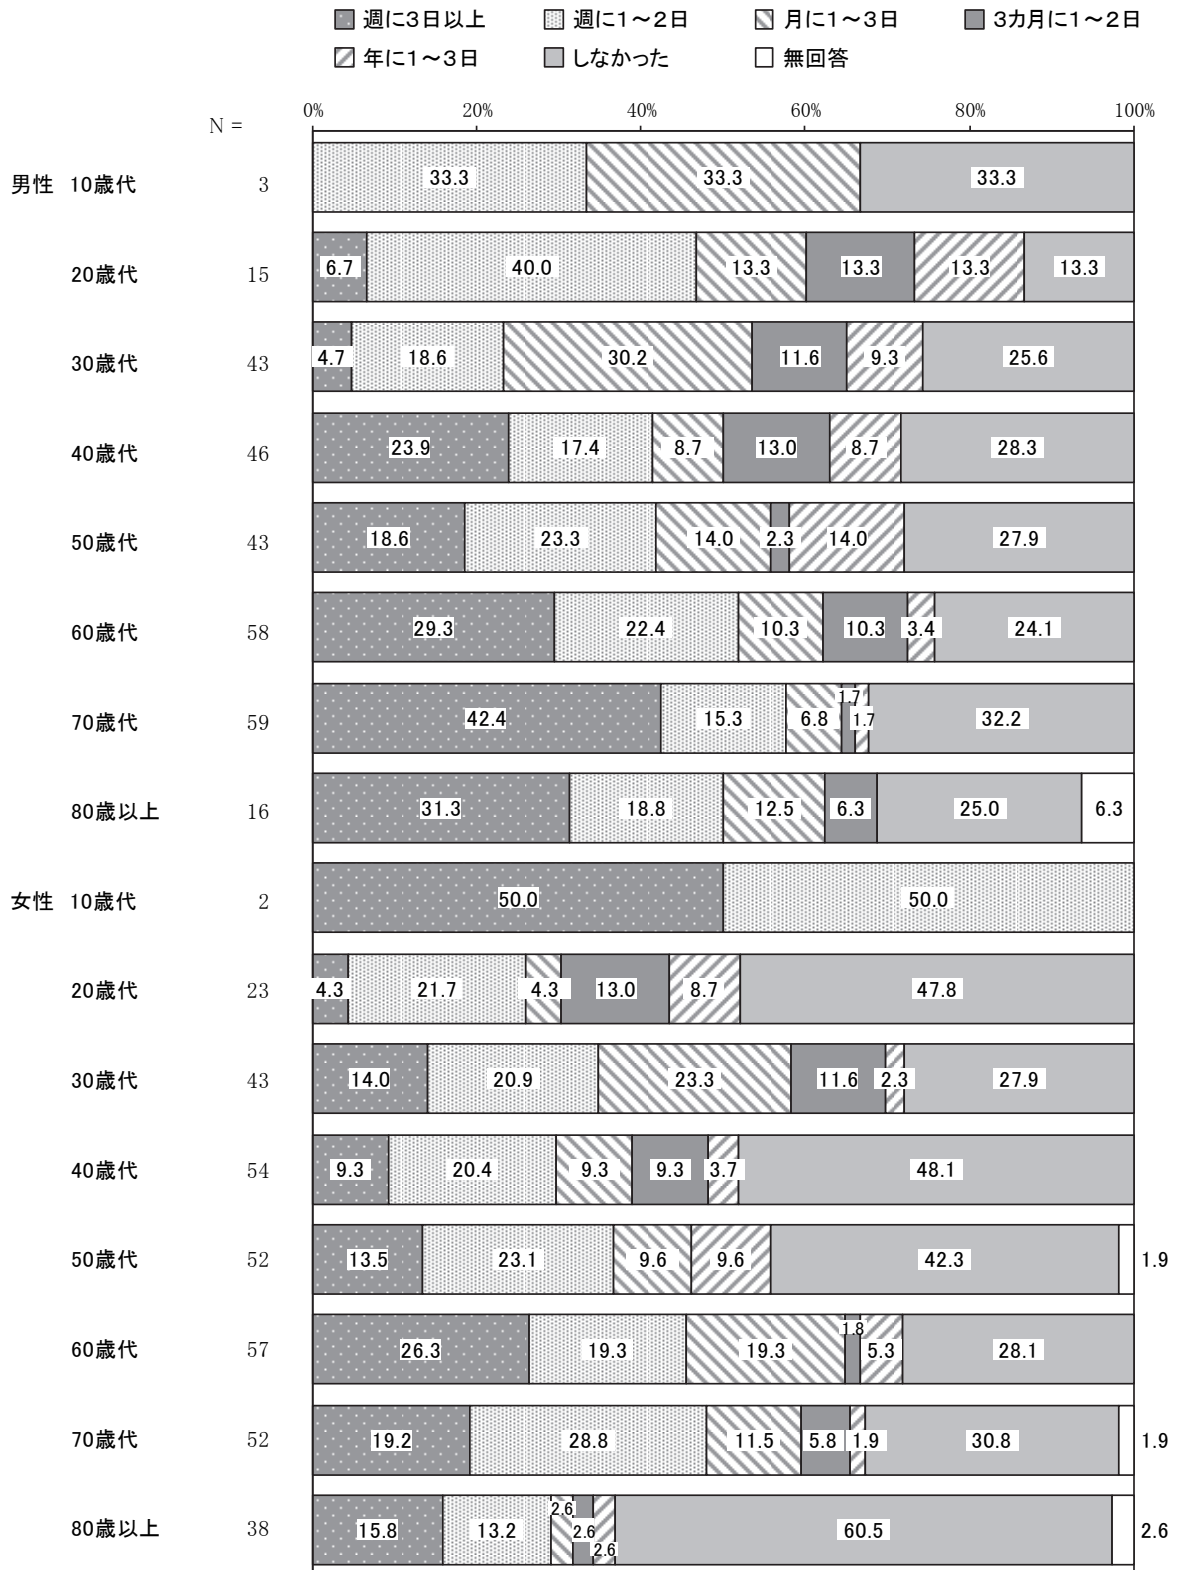 週に3日以上 週に1～2日 月に1～3日 3カ月に1～2日
年に1～3日 しなかった 無回答
N = 0% 20% 40% 60% 80% 100%
男性 10歳代 3 33.3 33.3 33.3
20歳代 15 6.7 40.0 13.3 13.3 13.3 13.3
30歳代 43 4.7 18.6 30.2 11.6 9.3 25.6
40歳代 46 23.9 17.4 8.7 13.0 8.7 28.3
50歳代 43 18.6 23.3 14.0 2.3 14.0 27.9
60歳代 58 29.3 22.4 10.3 10.3 3.4 24.1
70歳代 59 42.4 15.3 6.8 1.7 1.7 32.2
80歳以上 16 31.3 18.8 12.5 6.3 25.0 6.3
女性 10歳代 2 50.0 50.0
20歳代 23 4.3 21.7 4.3 13.0 8.7 47.8
30歳代 43 14.0 20.9 23.3 11.6 2.3 27.9
40歳代 54 9.3 20.4 9.3 9.3 3.7 48.1
50歳代 52 13.5 23.1 9.6 9.6 42.3 1.9
60歳代 57 26.3 19.3 19.3 1.8 5.3 28.1
70歳代 52 19.2 28.8 11.5 5.8 1.9 30.8 1.9
80歳以上 38 15.8 13.2 2.6 2.6 2.6 60.5 2.6